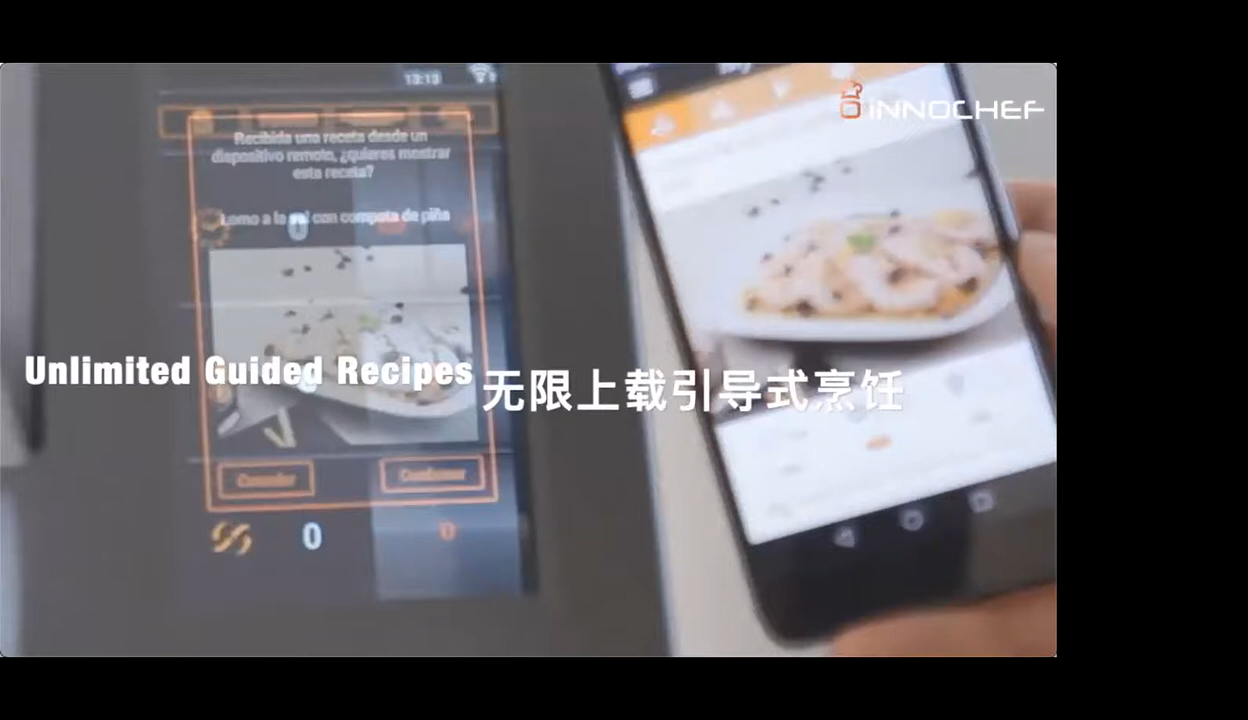 13:13
iNNOCHEF
Recibida una receta desde un
dispositivo remoto, ¿quieres mostrar
esta receta?
Lomo a la sal con compota de piña
0
Unlimited Guided Recipes
无限上载引导式烹饪
Cancelar
Confirmar
0
0